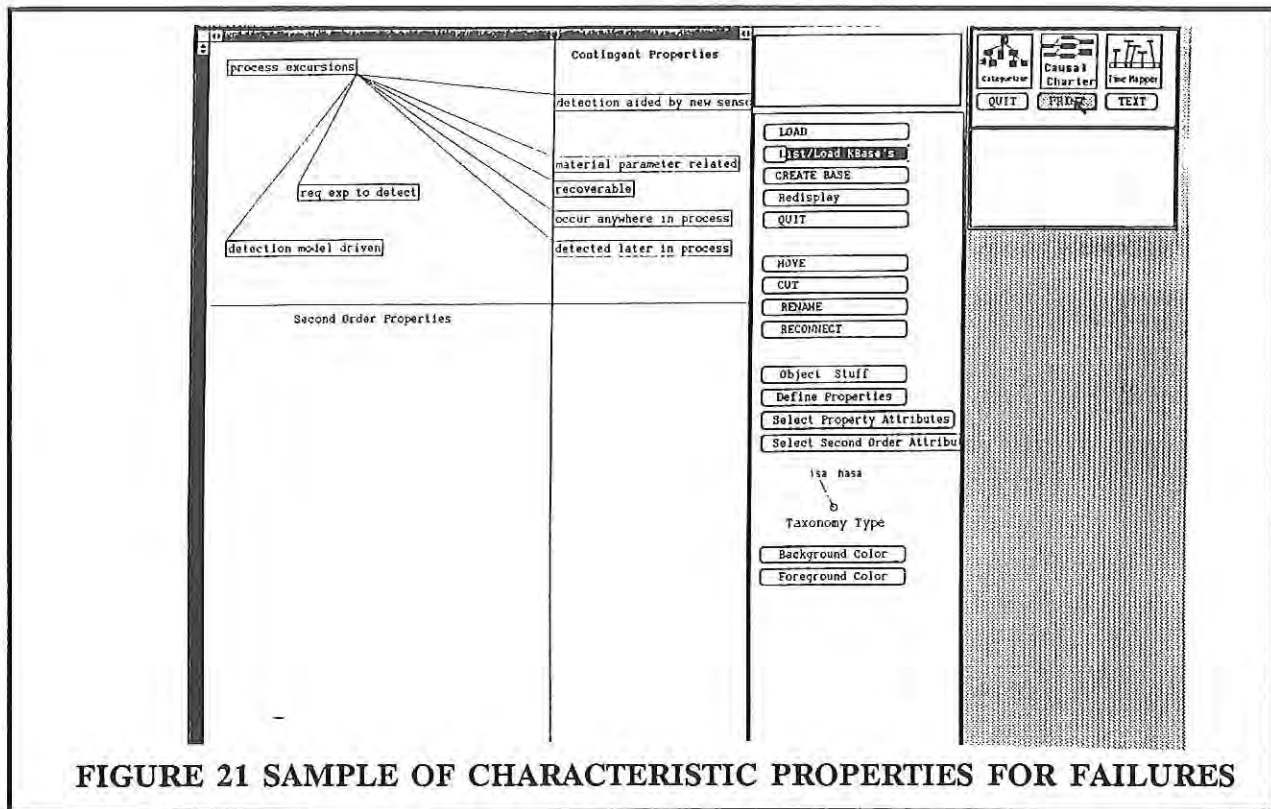 Contingent Properties
process excursions
detection aided by new senso
material parameter related
req exp to detect
recoverable
occur anywhere in process
detection model driven
detected later in process
Second Order Properties
LOAD
List/Load KBase's
CREATE BASE
Redisplay
QUIT
MOVE
CUT
RENAME
RECONNECT
Object Stuff
Define Properties
Select Property Attributes
Select Second Order Attribu
isa hasa
Taxonomy Type
Background Color
Foreground Color
Categorizer
Causal
Charter
Time Mapper
QUIT
TEXT
FIGURE 21 SAMPLE OF CHARACTERISTIC PROPERTIES FOR FAILURES